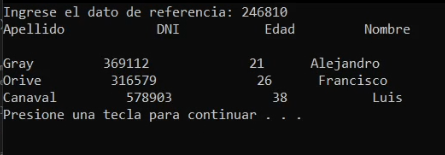 Ingrese el dato de referencia: 246810
Apellido DNI Edad Nombre
Gray 369112 21 Alejandro
Orive 316579 26 Francisco
Canaval 578903 38 Luis
Presione una tecla para continuar . . .